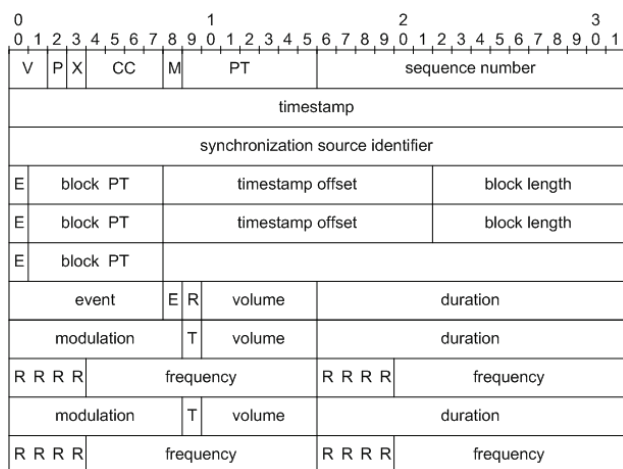 0 1 2 3
0 1 2 3 4 5 6 7 8 9 0 1 2 3 4 5 6 7 8 9 0 1 2 3 4 5 6 7 8 9 0 1
V P X CC M PT sequence number
timestamp
synchronization source identifier
E block PT timestamp offset block length
E block PT timestamp offset block length
E block PT
event E R volume duration
modulation T volume duration
R R R R frequency R R R R frequency
modulation T volume duration
R R R R frequency R R R R frequency